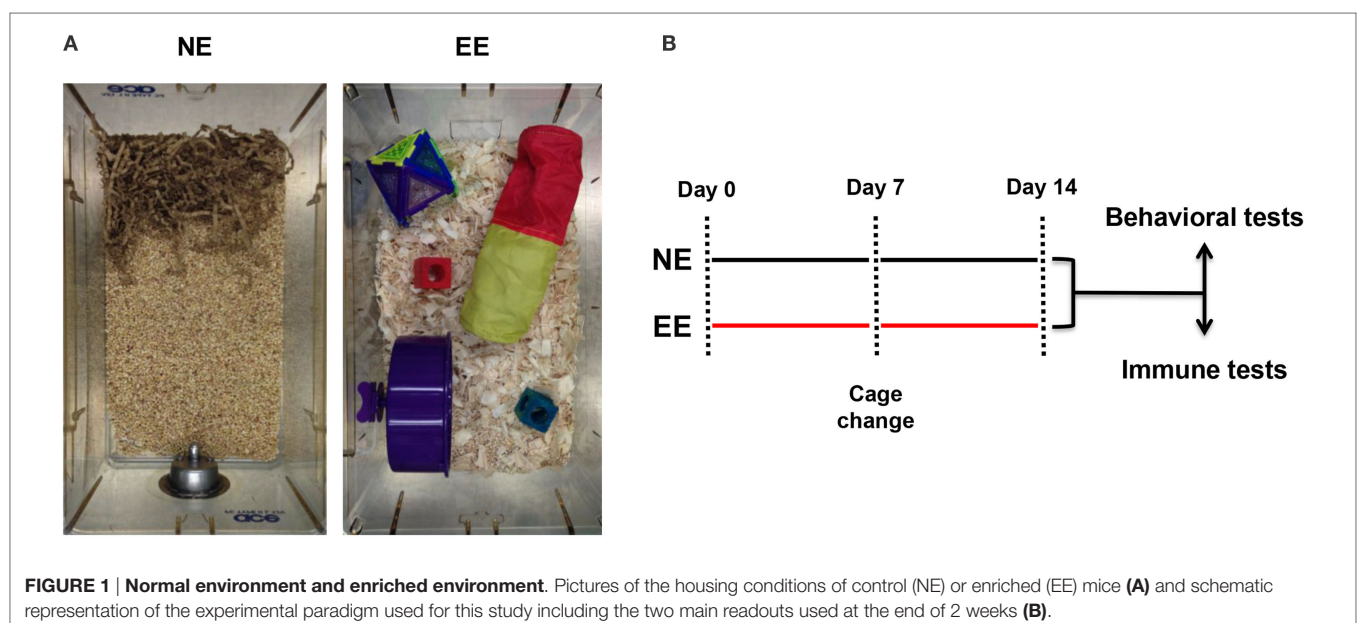 A
NE
EE
B
ace
ace
Day 0
Day 7
Day 14
NE
EE
Cage
change
Behavioral tests
Immune tests
FIGURE 1 | Normal environment and enriched environment. Pictures of the housing conditions of control (NE) or enriched (EE) mice (A) and schematic
representation of the experimental paradigm used for this study including the two main readouts used at the end of 2 weeks (B).